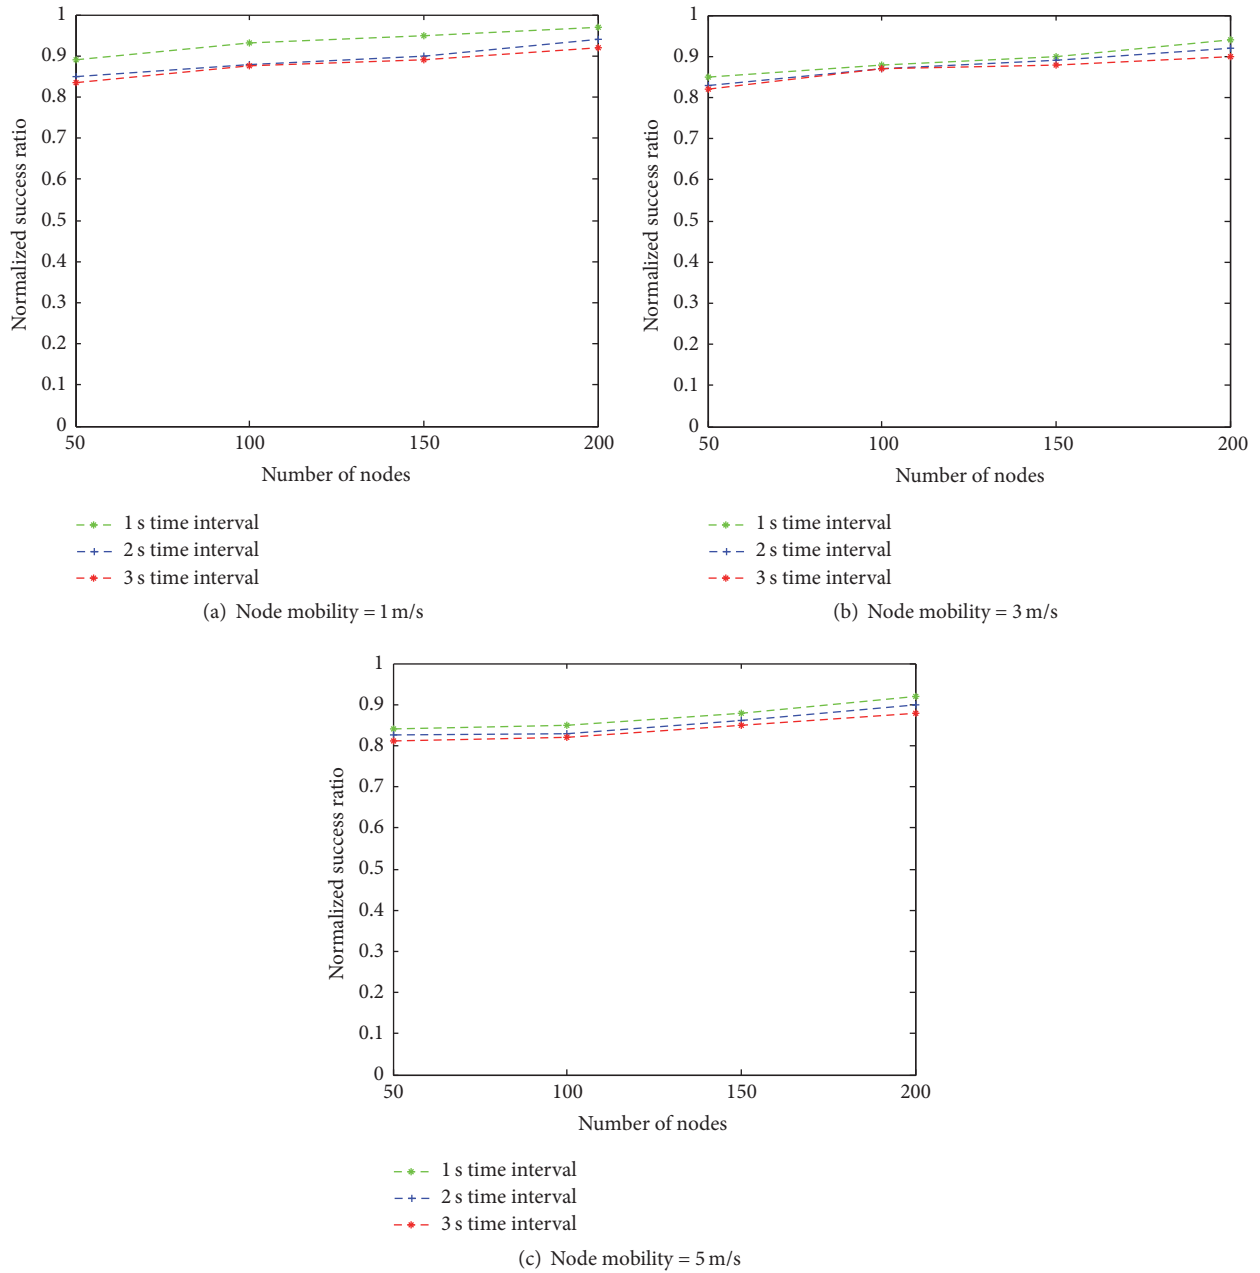 1
0.9
0.8
0.7
0.6
0.5
0.4
0.3
0.2
0.1
0
Normalized success ratio
50 100 150 200
Number of nodes
1 s time interval
2 s time interval
3 s time interval
(a) Node mobility = 1 m/s
1
0.9
0.8
0.7
0.6
0.5
0.4
0.3
0.2
0.1
0
Normalized success ratio
50 100 150 200
Number of nodes
1 s time interval
2 s time interval
3 s time interval
(b) Node mobility = 3 m/s
1
0.9
0.8
0.7
0.6
0.5
0.4
0.3
0.2
0.1
0
Normalized success ratio
50 100 150 200
Number of nodes
1 s time interval
2 s time interval
3 s time interval
(c) Node mobility = 5 m/s